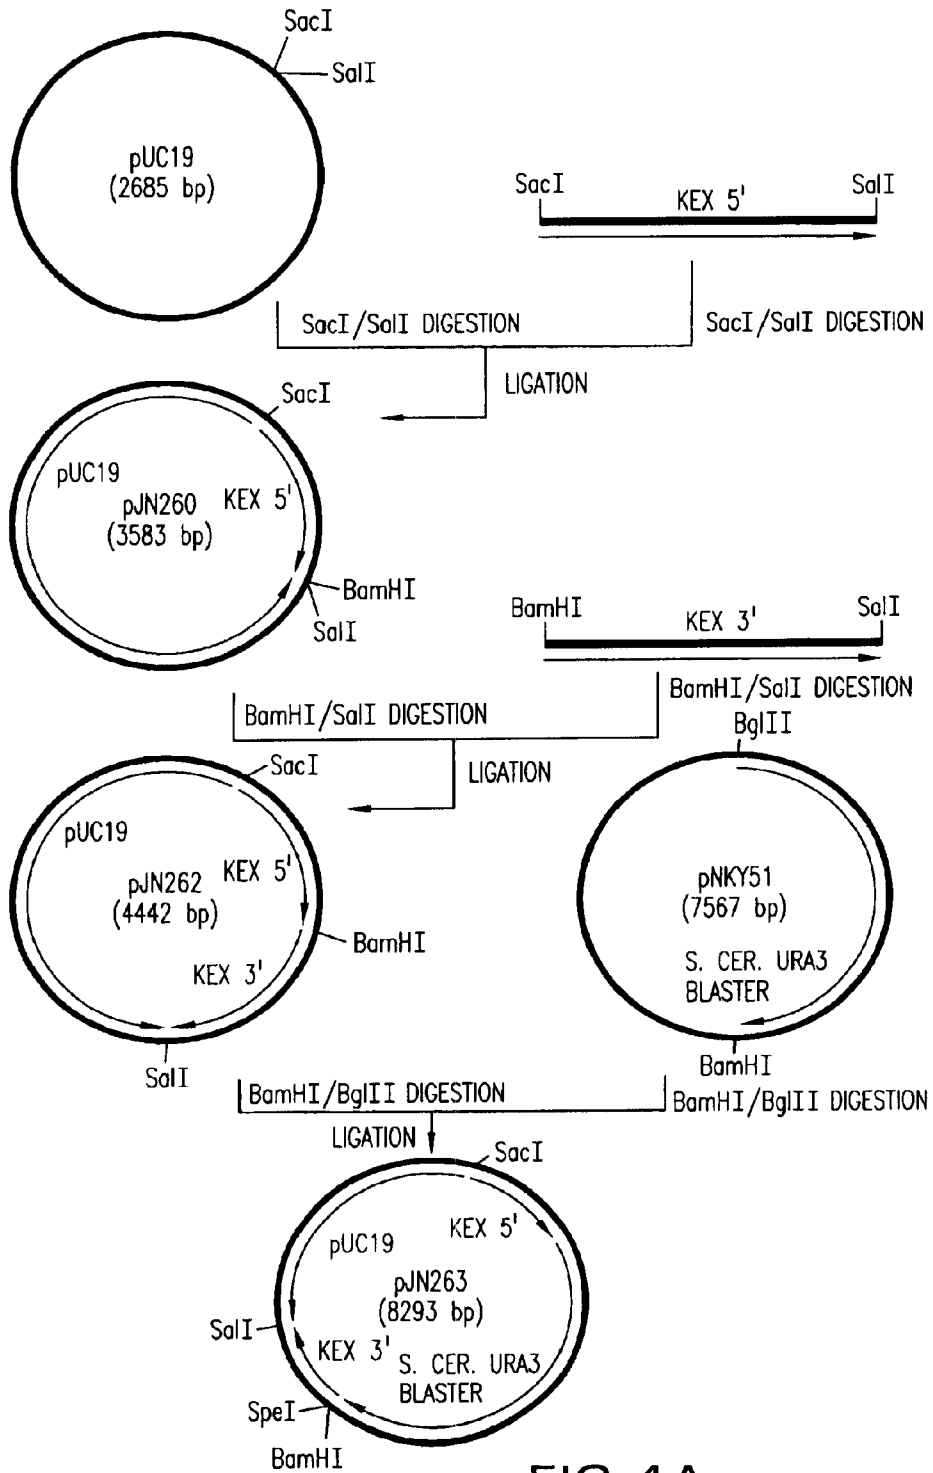 SacI
SalI
pUC19
(2685 bp)
SacI
KEX 5'
SalI
SacI/SalI DIGESTION
SacI/SalI DIGESTION
LIGATION
SacI
pUC19
pJN260
(3583 bp)
KEX 5'
BamHI
SalI
BamHI
KEX 3'
SalI
BamHI/SalI DIGESTION
BamHI/SalI DIGESTION
LIGATION
BglII
SacI
pUC19
KEX 5'
pJN262
(4442 bp)
BamHI
KEX 3'
SalI
pNKY51
(7567 bp)
S. CER. URA3
BLASTER
BamHI
BamHI/BglII DIGESTION
BamHI/BglII DIGESTION
LIGATION
SacI
KEX 5'
pUC19
pJN263
(8293 bp)
SalI
KEX 3'
S. CER. URA3
BLASTER
SpeI
BamHI
FIG. 4A